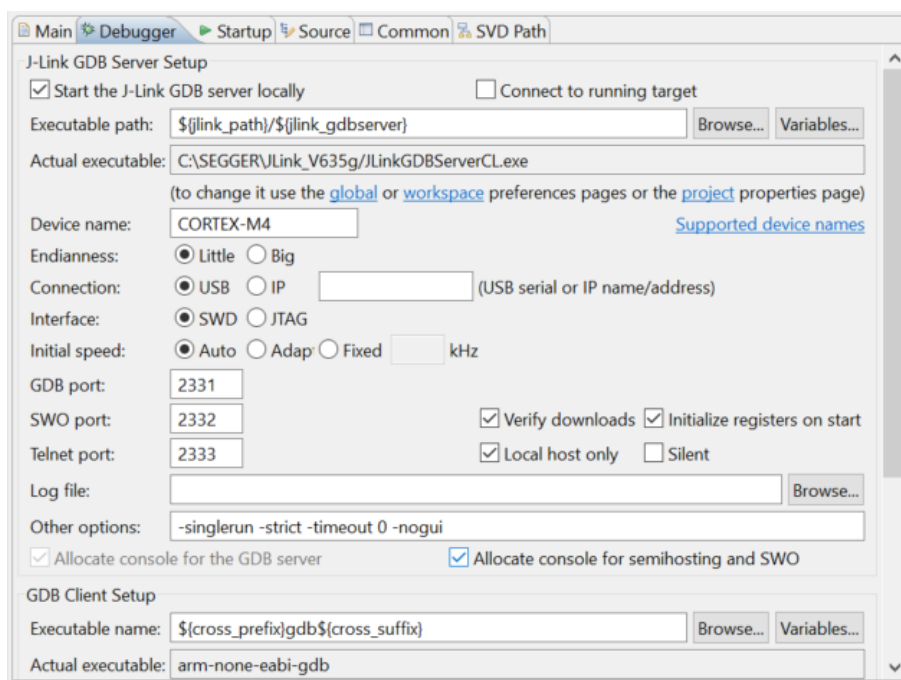 Main Debugger Startup Source Common SVD Path
J-Link GDB Server Setup
Start the J-Link GDB server locally Connect to running target
Executable path: ${jlink_path}/${jlink_gdbserver} Browse... Variables...
Actual executable: C:\SEGGER\JLink_V635g/JLinkGDBServerCL.exe
(to change it use the global or workspace preferences pages or the project properties page)
Device name: CORTEX-M4 Supported device names
Endianness: Little Big
Connection: USB IP (USB serial or IP name/address)
Interface: SWD JTAG
Initial speed: Auto Adap Fixed kHz
GDB port: 2331
SWO port: 2332 Verify downloads Initialize registers on start
Telnet port: 2333 Local host only Silent
Log file: Browse...
Other options: -singlerun -strict -timeout 0 -nogui
Allocate console for the GDB server Allocate console for semihosting and SWO
GDB Client Setup
Executable name: ${cross_prefix}gdb${cross_suffix} Browse... Variables...
Actual executable: arm-none-eabi-gdb